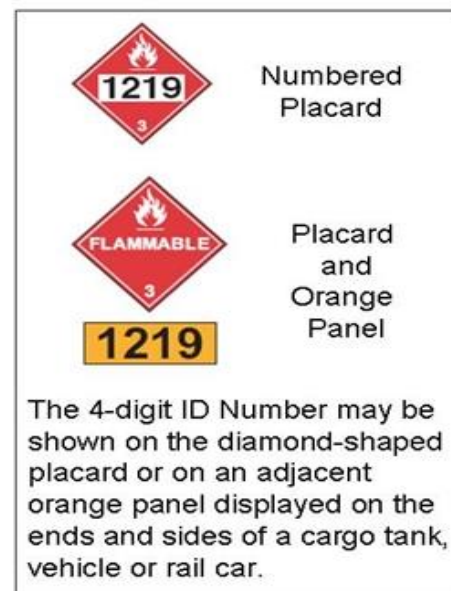 1219
3
Numbered
Placard
FLAMMABLE
3
1219
Placard
and
Orange
Panel
The 4-digit ID Number may be
shown on the diamond-shaped
placard or on an adjacent
orange panel displayed on the
ends and sides of a cargo tank,
vehicle or rail car.